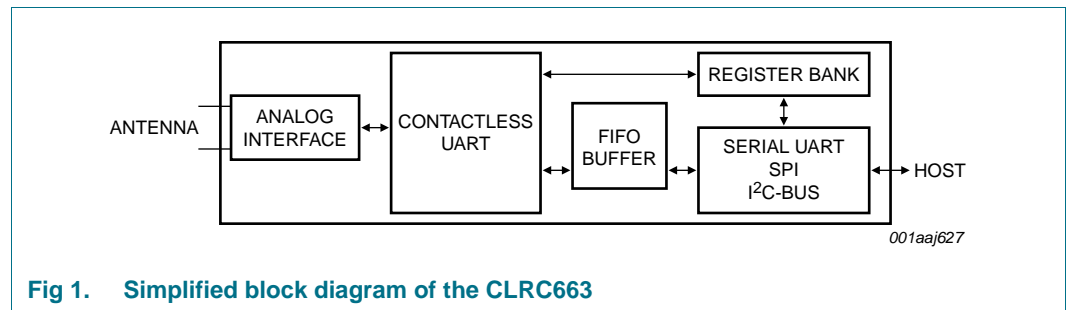 ANTENNA
ANALOG
INTERFACE
CONTACTLESS
UART
FIFO
BUFFER
REGISTER BANK
SERIAL UART
SPI
I²C-BUS
HOST
001aaj627
Fig 1. Simplified block diagram of the CLRC663